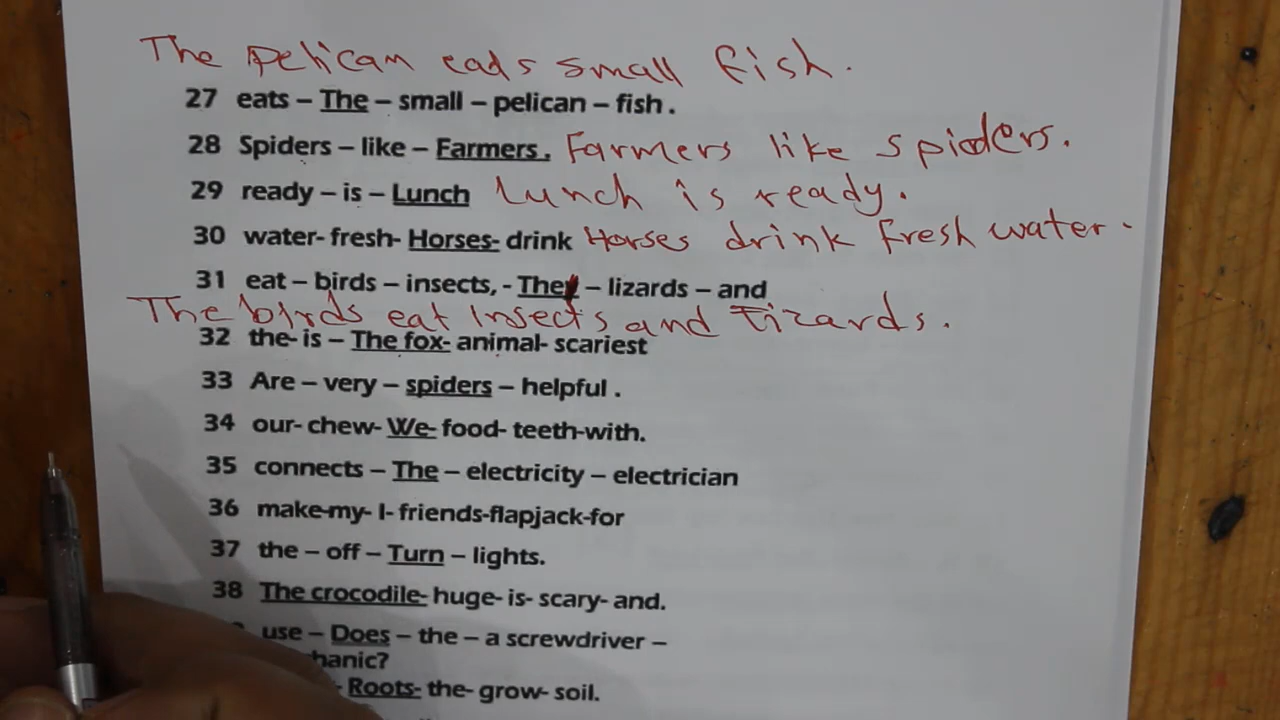 The pelican eats small fish.
27 eats – The – small – pelican – fish .
28 Spiders – like – Farmers . Farmers like spiders.
29 ready – is – Lunch Lunch is ready.
30 water- fresh- Horses- drink Horses drink fresh water.
31 eat – birds – insects, - The – lizards – and
The birds eat insects and lizards.
32 the- is – The fox- animal- scariest
33 Are – very – spiders – helpful .
34 our- chew- We- food- teeth-with.
35 connects – The – electricity – electrician
36 make-my- I- friends-flapjack-for
37 the – off – Turn – lights.
38 The crocodile- huge- is- scary- and.
use – Does – the – a screwdriver –
hanic?
- Roots- the- grow- soil.